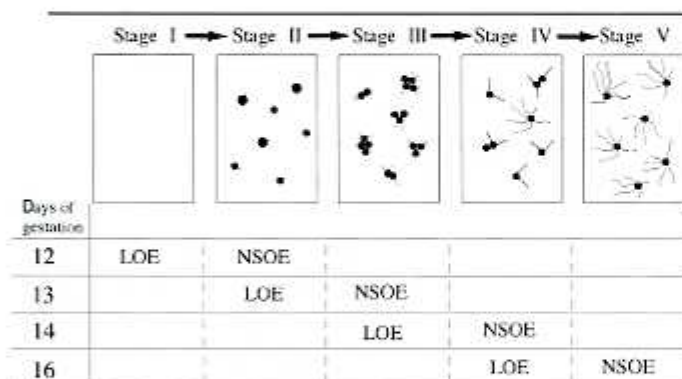 Stage I Stage II Stage III Stage IV Stage V
Days of
gestation
12 LOE NSOE
13 LOE NSOE
14 LOE NSOE
16 LOE NSOE